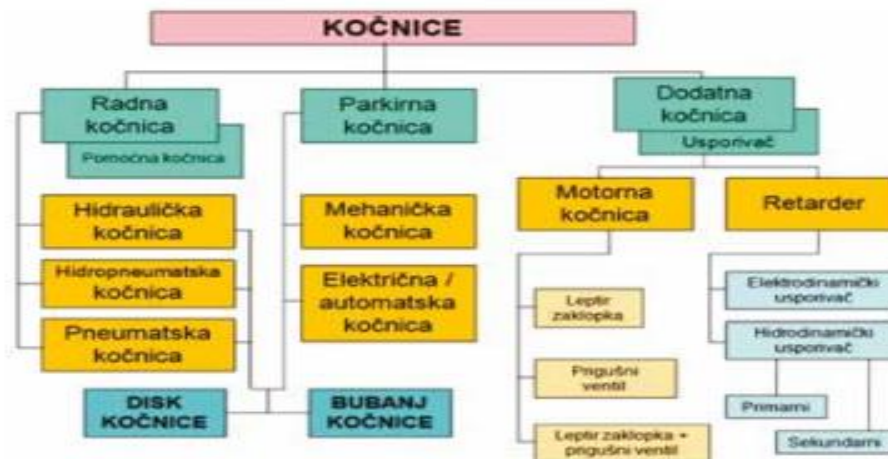 KOČNICE
Radna
kočnica
Pomoćna kočnica
Parkirna
kočnica
Dodatna
kočnica
Usporivač
Hidraulička
kočnica
Hidropneumatska
kočnica
Pneumatska
kočnica
Mehanička
kočnica
Električna /
automatska
kočnica
DISK
KOČNICE
BUBANJ
KOČNICE
Motorna
kočnica
Retarder
Leptir
zaklopka
Prigušni
ventil
Leptir zaklopka +
prigušni ventil
Elektrodinamički
usporivač
Hidrodinamički
usporivač
Primarni
Sekundarni